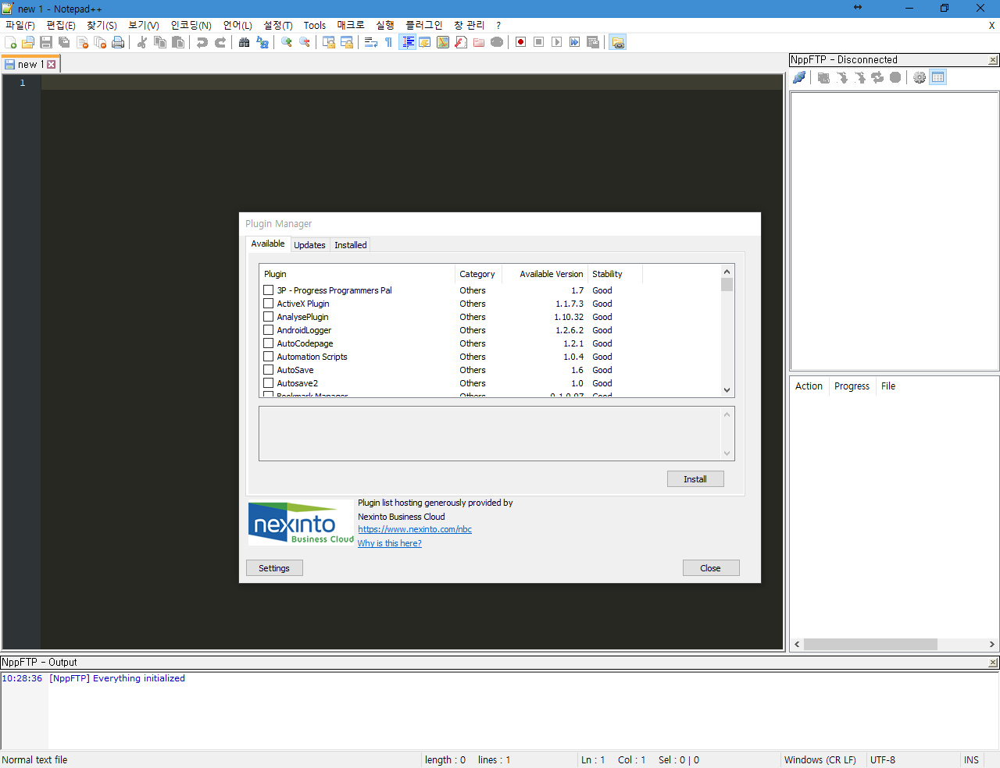 new 1 - Notepad++
파일(F) 편집(E) 찾기(S) 보기(V) 인코딩(N) 언어(L) 설정(T) Tools 매크로 실행 플러그인 창 관리 ? X
new 1
NppFTP - Disconnected
1
Plugin Manager
Available Updates Installed
Plugin Category Available Version Stability
3P - Progress Programmers Pal Others 1.7 Good
ActiveX Plugin Others 1.1.7.3 Good
AnalysePlugin Others 1.10.32 Good
AndroidLogger Others 1.2.6.2 Good
AutoCodepage Others 1.2.1 Good
Automation Scripts Others 1.0.4 Good
AutoSave Others 1.6 Good
Autosave2 Others 1.0 Good
Bookmark Manager Others 0.1.0.07 Good
Install
nexinto
Business Cloud
Plugin list hosting generously provided by
Nexinto Business Cloud
https://www.nexinto.com/nbc
Why is this here?
Settings Close
Action Progress File
NppFTP - Output
10:28:36 [NppFTP] Everything initialized
Normal text file length : 0 lines : 1 Ln : 1 Col : 1 Sel : 0 | 0 Windows (CR LF) UTF-8 INS